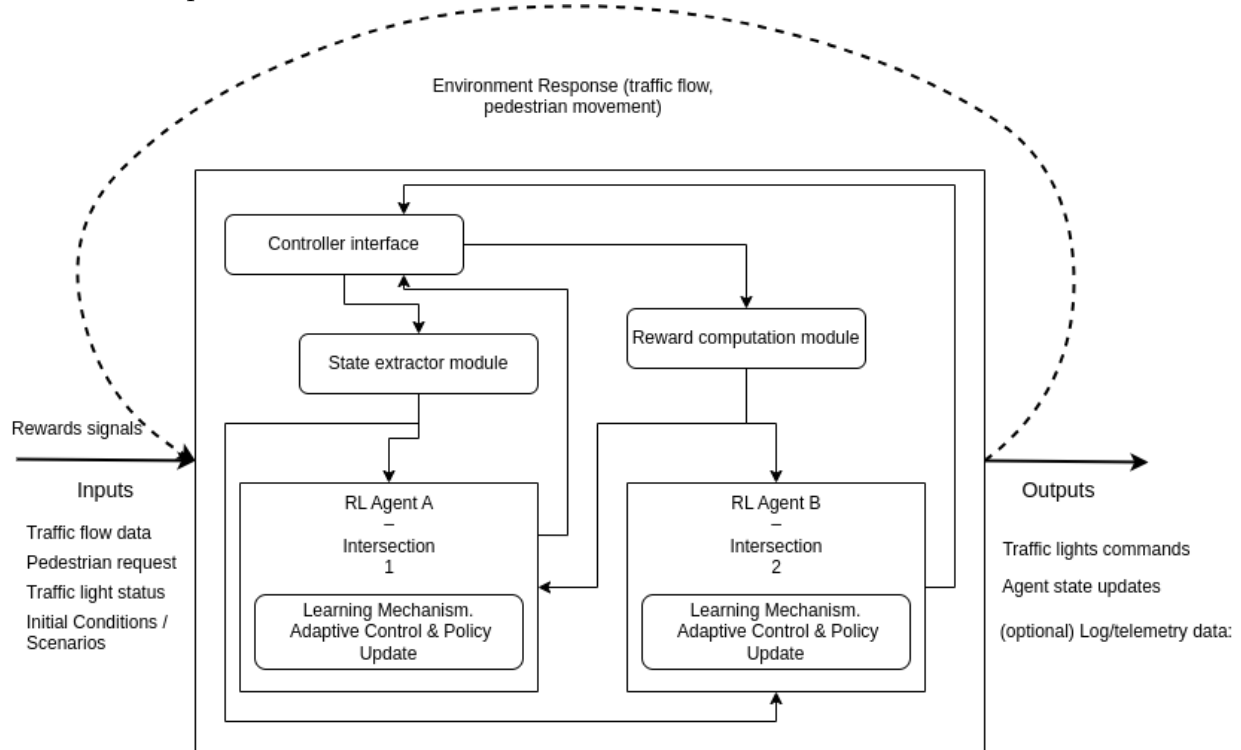 Environment Response (traffic flow,
pedestrian movement)
Controller interface
State extractor module
Reward computation module
Rewards signals
Inputs
Traffic flow data
Pedestrian request
Traffic light status
Initial Conditions /
Scenarios
RL Agent A
–
Intersection
1
Learning Mechanism.
Adaptive Control & Policy
Update
RL Agent B
–
Intersection
2
Learning Mechanism.
Adaptive Control & Policy
Update
Outputs
Traffic lights commands
Agent state updates
(optional) Log/telemetry data: